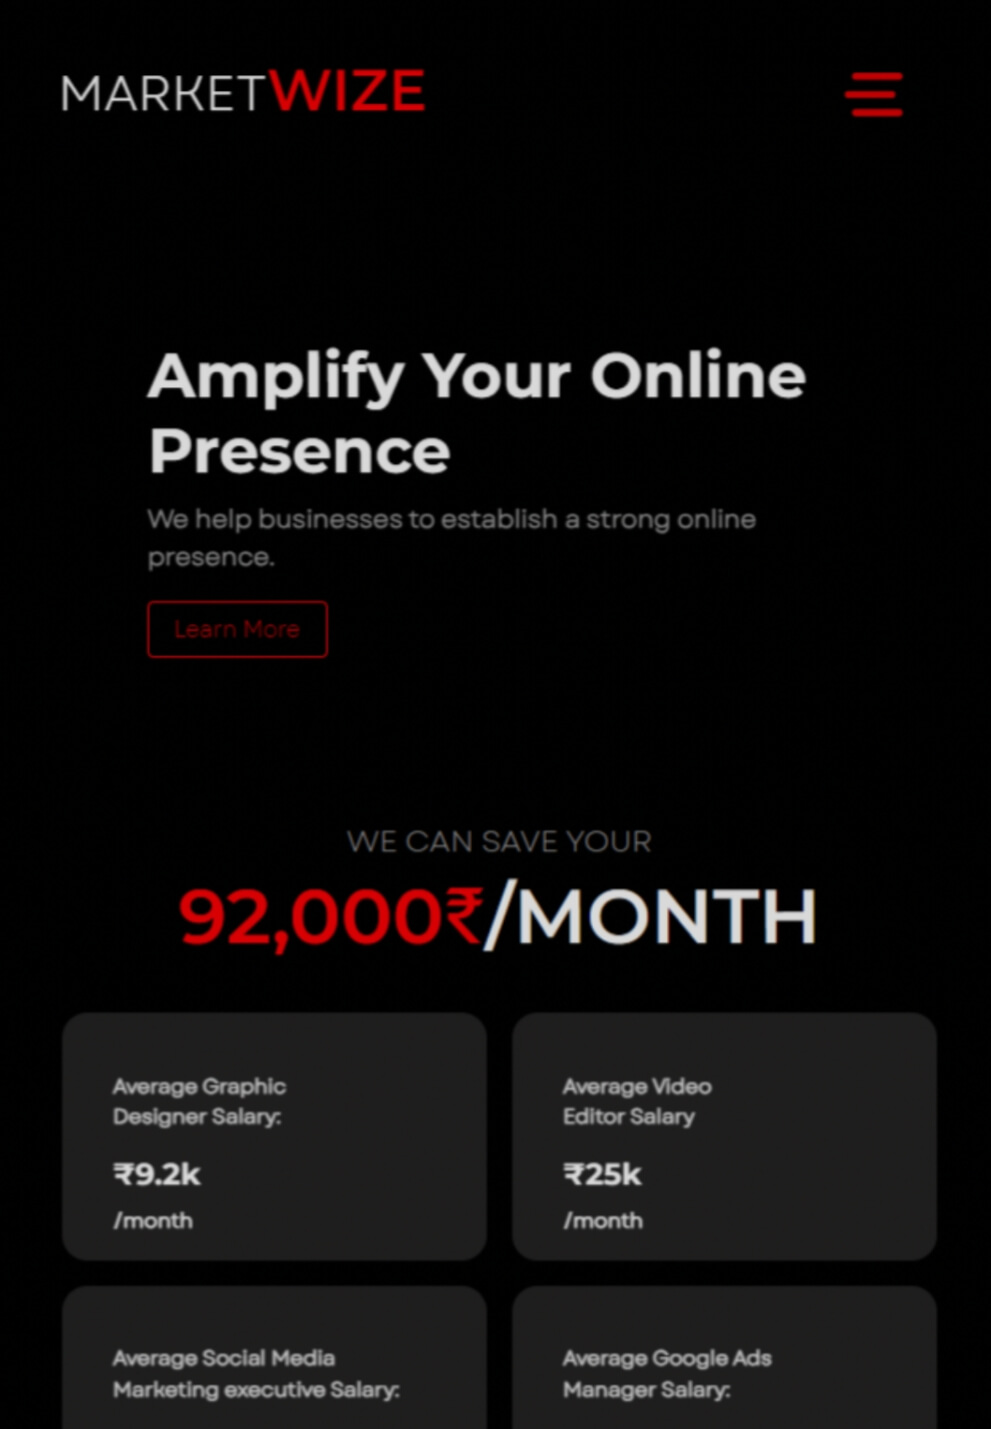 MARKETWIZE
Amplify Your Online
Presence
We help businesses to establish a strong online
presence.
Learn More
WE CAN SAVE YOUR
92,000₹/MONTH
Average Graphic
Designer Salary:
₹9.2k
/month
Average Video
Editor Salary
₹25k
/month
Average Social Media
Marketing executive Salary:
Average Google Ads
Manager Salary: